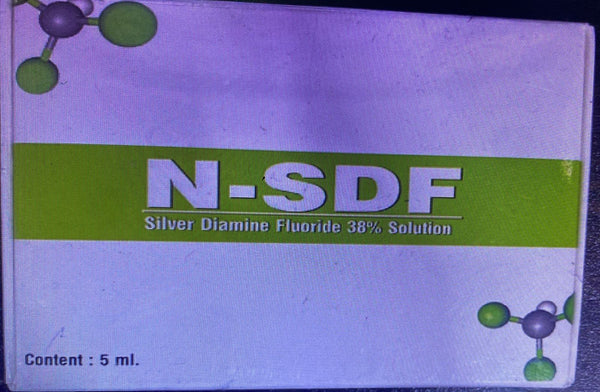 N-SDF
Silver Diamine Fluoride 38% Solution
Content : 5 ml.